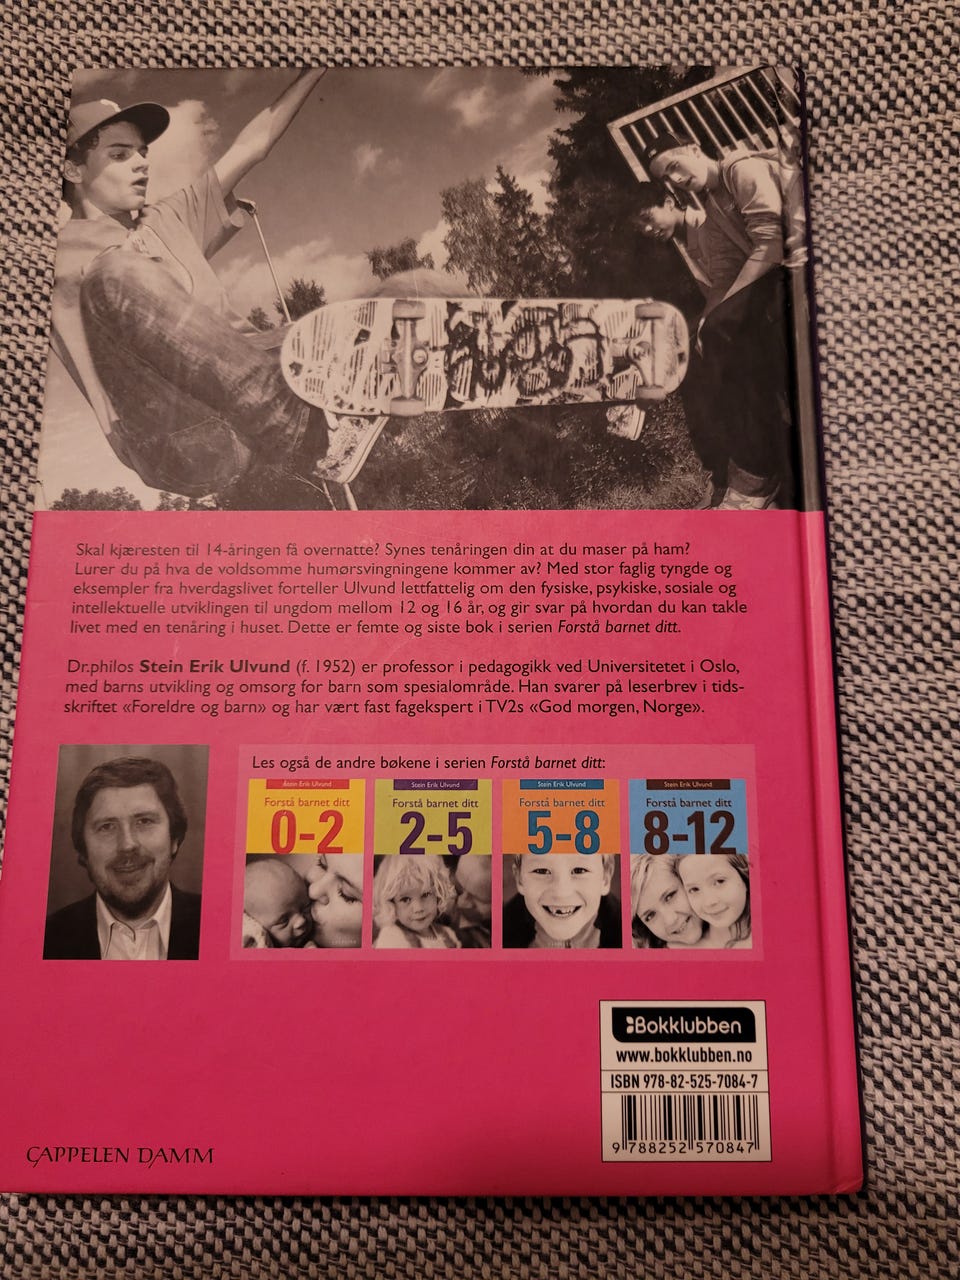 Skal kjæresten til 14-åringen få overnatte? Synes tenåringen din at du maser på ham?
Lurer du på hva de voldsomme humørsvingningene kommer av? Med stor faglig tyngde og
eksempler fra hverdagslivet forteller Ulvund lettfattelig om den fysiske, psykiske, sosiale og
intellektuelle utviklingen til ungdom mellom 12 og 16 år, og gir svar på hvordan du kan takle
livet med en tenåring i huset. Dette er femte og siste bok i serien Forstå barnet ditt.
Dr.philos Stein Erik Ulvund (f. 1952) er professor i pedagogikk ved Universitetet i Oslo,
med barns utvikling og omsorg for barn som spesialområde. Han svarer på leserbrev i tids-
skriftet «Foreldre og barn» og har vært fast fagekspert i TV2s «God morgen, Norge».
Les også de andre bøkene i serien Forstå barnet ditt:
Stein Erik Ulvund
Forstå barnet ditt
0-2
Stein Erik Ulvund
Forstå barnet ditt
2-5
Stein Erik Ulvund
Forstå barnet ditt
5-8
Stein Erik Ulvund
Forstå barnet ditt
8-12
Bokklubben
www.bokklubben.no
ISBN 978-82-525-7084-7
9 788252 570847
CAPPELEN DAMM